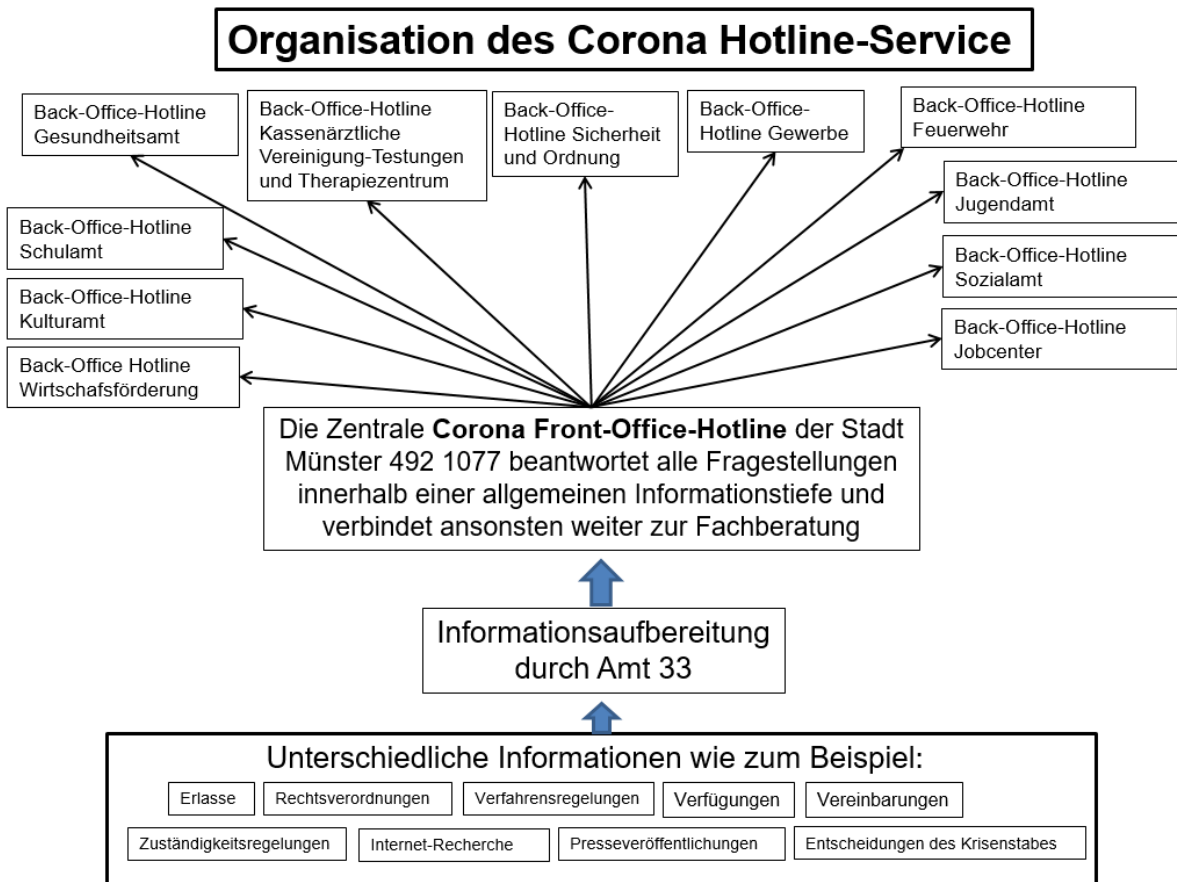 Organisation des Corona Hotline-Service
Back-Office-Hotline
Gesundheitsamt
Back-Office-Hotline
Kassenärztliche
Vereinigung-Testungen
und Therapiezentrum
Back-Office-
Hotline Sicherheit
und Ordnung
Back-Office-
Hotline Gewerbe
Back-Office-Hotline
Feuerwehr
Back-Office-Hotline
Jugendamt
Back-Office-Hotline
Schulamt
Back-Office-Hotline
Sozialamt
Back-Office-Hotline
Kulturamt
Back-Office-Hotline
Jobcenter
Back-Office Hotline
Wirtschafsförderung
Die Zentrale Corona Front-Office-Hotline der Stadt
Münster 492 1077 beantwortet alle Fragestellungen
innerhalb einer allgemeinen Informationstiefe und
verbindet ansonsten weiter zur Fachberatung
Informationsaufbereitung
durch Amt 33
Unterschiedliche Informationen wie zum Beispiel:
Erlasse
Rechtsverordnungen
Verfahrensregelungen
Verfügungen
Vereinbarungen
Zuständigkeitsregelungen
Internet-Recherche
Presseveröffentlichungen
Entscheidungen des Krisenstabes